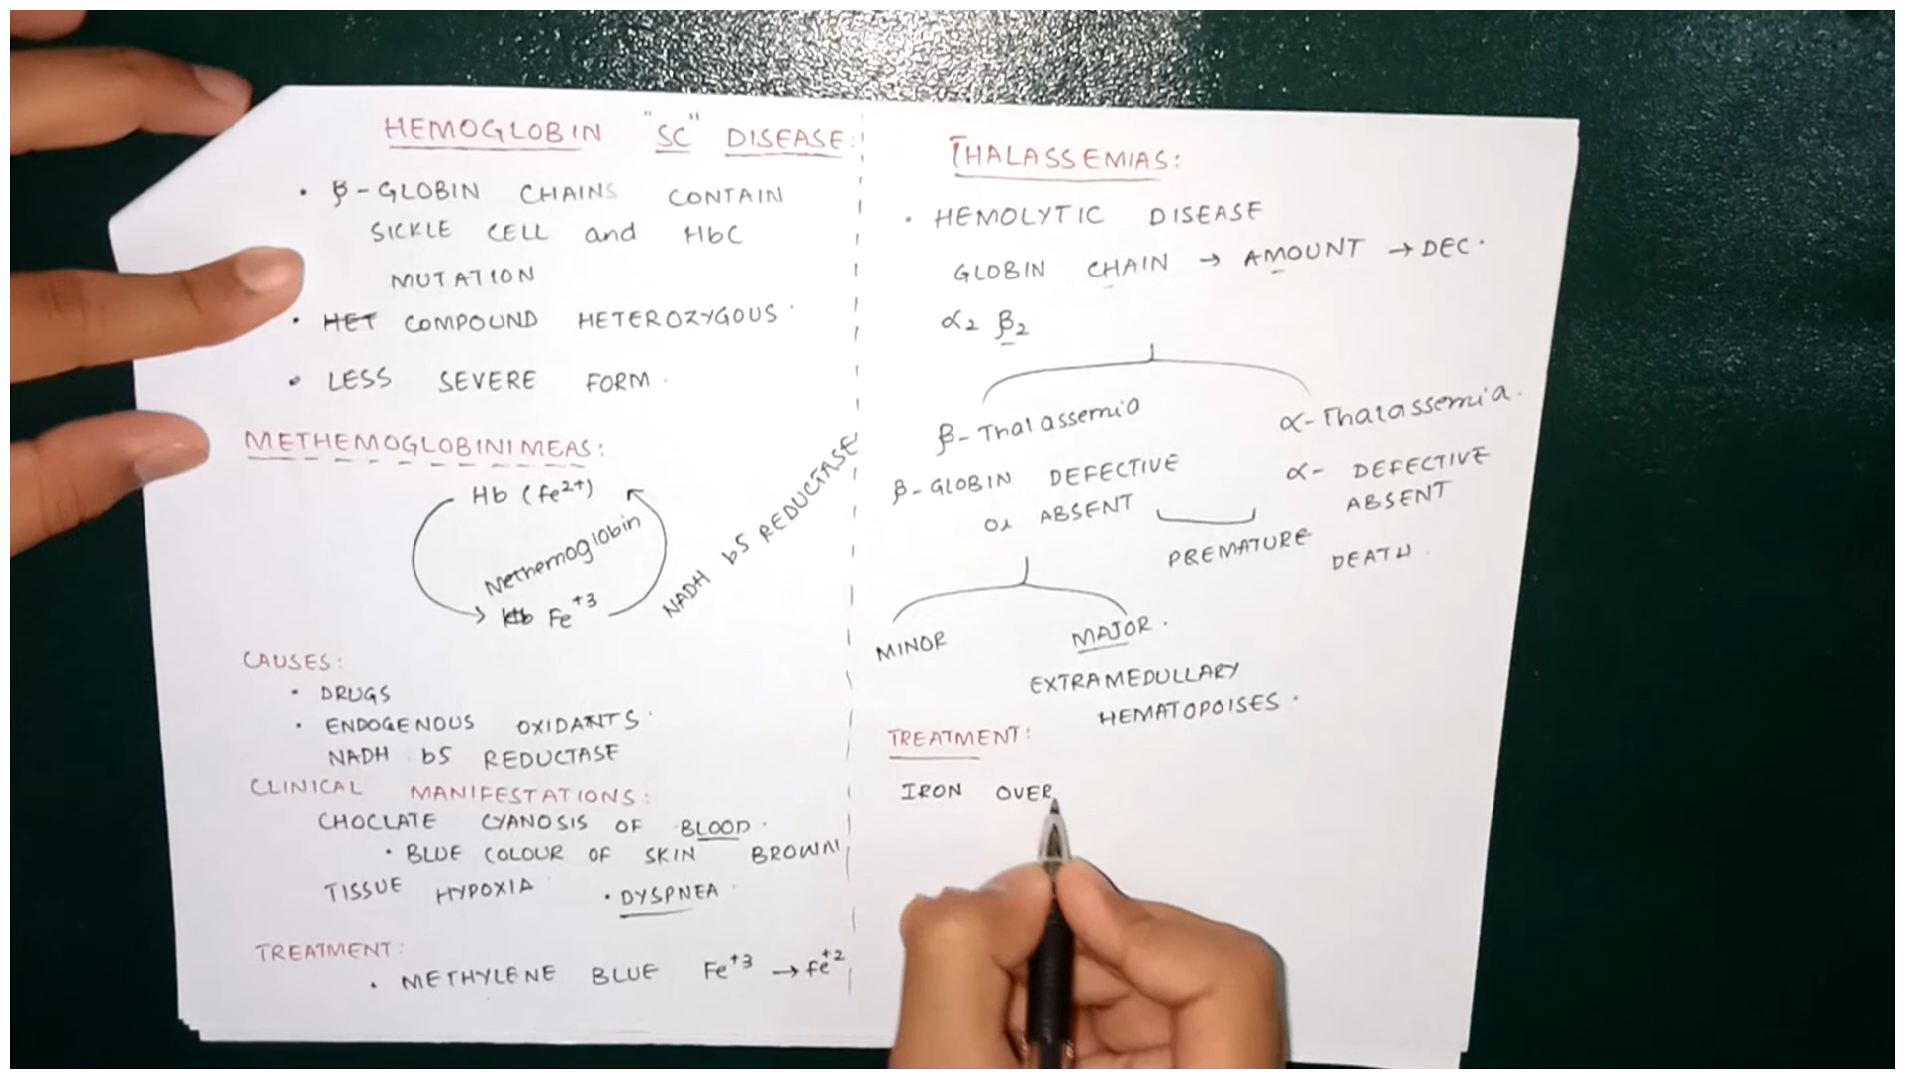 HEMOGLOBIN "SC" DISEASE:
• β-GLOBIN CHAINS CONTAIN
SICKLE CELL and HbC
MUTATION
• HET COMPOUND HETEROZYGOUS.
• LESS SEVERE FORM.
METHEMOGLOBINIMEAS:
Hb (Fe2+)
Methemoglobin
Hb Fe+3
NADH b5 REDUCTASE
CAUSES:
• DRUGS
• ENDOGENOUS OXIDANTS.
NADH b5 REDUCTASE
CLINICAL MANIFESTATIONS:
CHOCLATE CYANOSIS OF BLOOD.
• BLUE COLOUR OF SKIN BROWN
TISSUE HYPOXIA • DYSPNEA.
TREATMENT:
• METHYLENE BLUE Fe+3 → Fe+2
THALASSEMIAS:
• HEMOLYTIC DISEASE
GLOBIN CHAIN → AMOUNT → DEC.
α2 β2
β-Thalassemia
β-GLOBIN DEFECTIVE
Or ABSENT
α-Thalassemia.
α- DEFECTIVE
ABSENT
PREMATURE DEATH.
MINOR
MAJOR.
EXTRAMEDULLARY
HEMATOPOISES.
TREATMENT:
IRON OVER